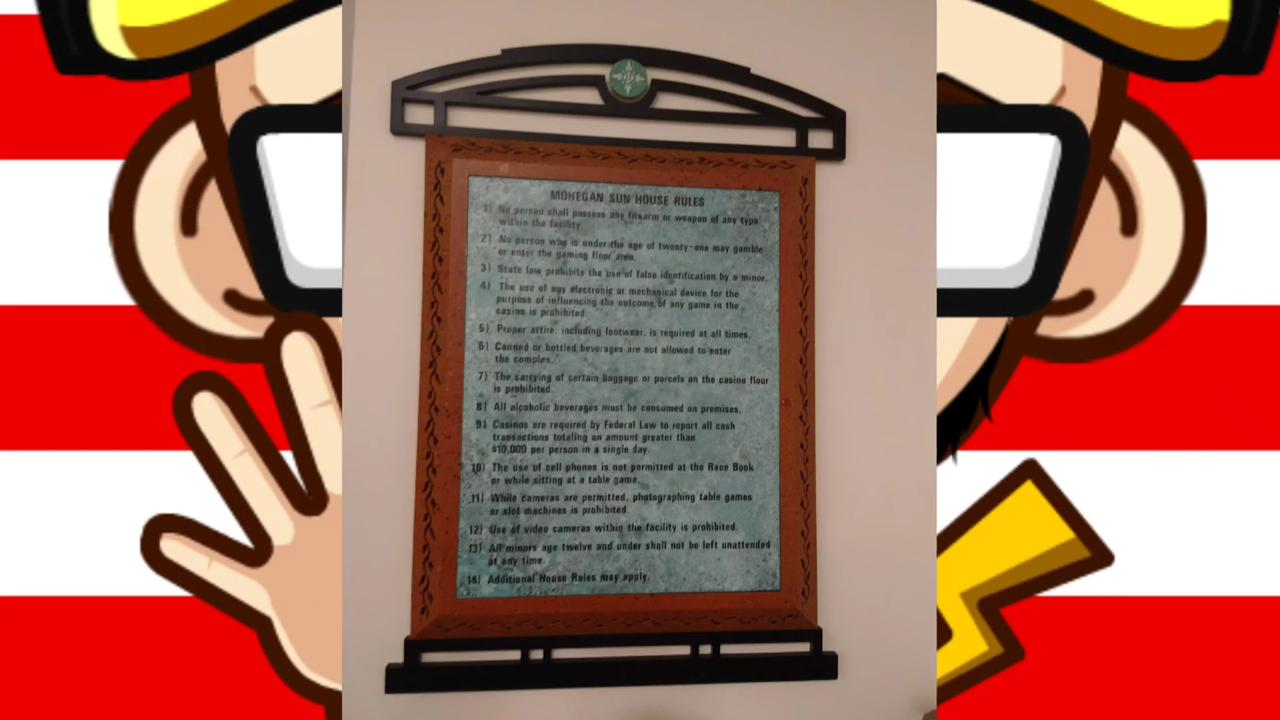 MOHEGAN SUN HOUSE RULES
1) No person shall possess any firearm or weapon of any type
within the facility.
2) No person who is under the age of twenty-one may gamble
or enter the gaming floor area.
3) State law prohibits the use of false identification by a minor.
4) The use of any electronic or mechanical device for the
purpose of influencing the outcome of any game in the
casino is prohibited.
5) Proper attire, including footwear, is required at all times.
6) Canned or bottled beverages are not allowed to enter
the complex.
7) The carrying of certain baggage or parcels on the casino floor
is prohibited.
8) All alcoholic beverages must be consumed on premises.
9) Casinos are required by Federal Law to report all cash
transactions totaling an amount greater than
$10,000 per person in a single day.
10) The use of cell phones is not permitted at the Race Book
or while sitting at a table game.
11) While cameras are permitted, photographing table games
or slot machines is prohibited.
12) Use of video cameras within the facility is prohibited.
13) All minors age twelve and under shall not be left unattended
at any time.
14) Additional House Rules may apply.